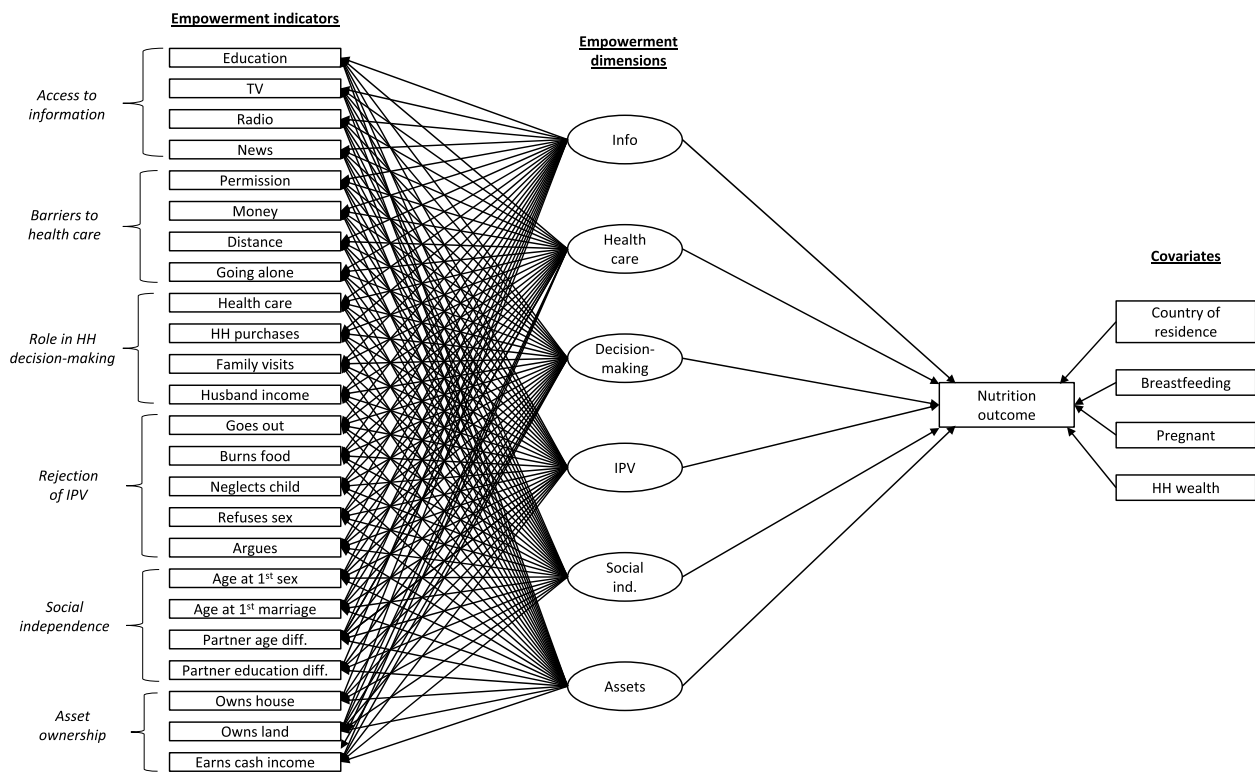 Empowerment indicators
Access to
information
Education
TV
Radio
News
Barriers to
health care
Permission
Money
Distance
Going alone
Role in HH
decision-making
Health care
HH purchases
Family visits
Husband income
Rejection
of IPV
Goes out
Burns food
Neglects child
Refuses sex
Argues
Social
independence
Age at 1st sex
Age at 1st marriage
Partner age diff.
Partner education diff.
Asset
ownership
Owns house
Owns land
Earns cash income
Empowerment
dimensions
Info
Health
care
Decision-
making
IPV
Social
ind.
Assets
Nutrition
outcome
Covariates
Country of
residence
Breastfeeding
Pregnant
HH wealth